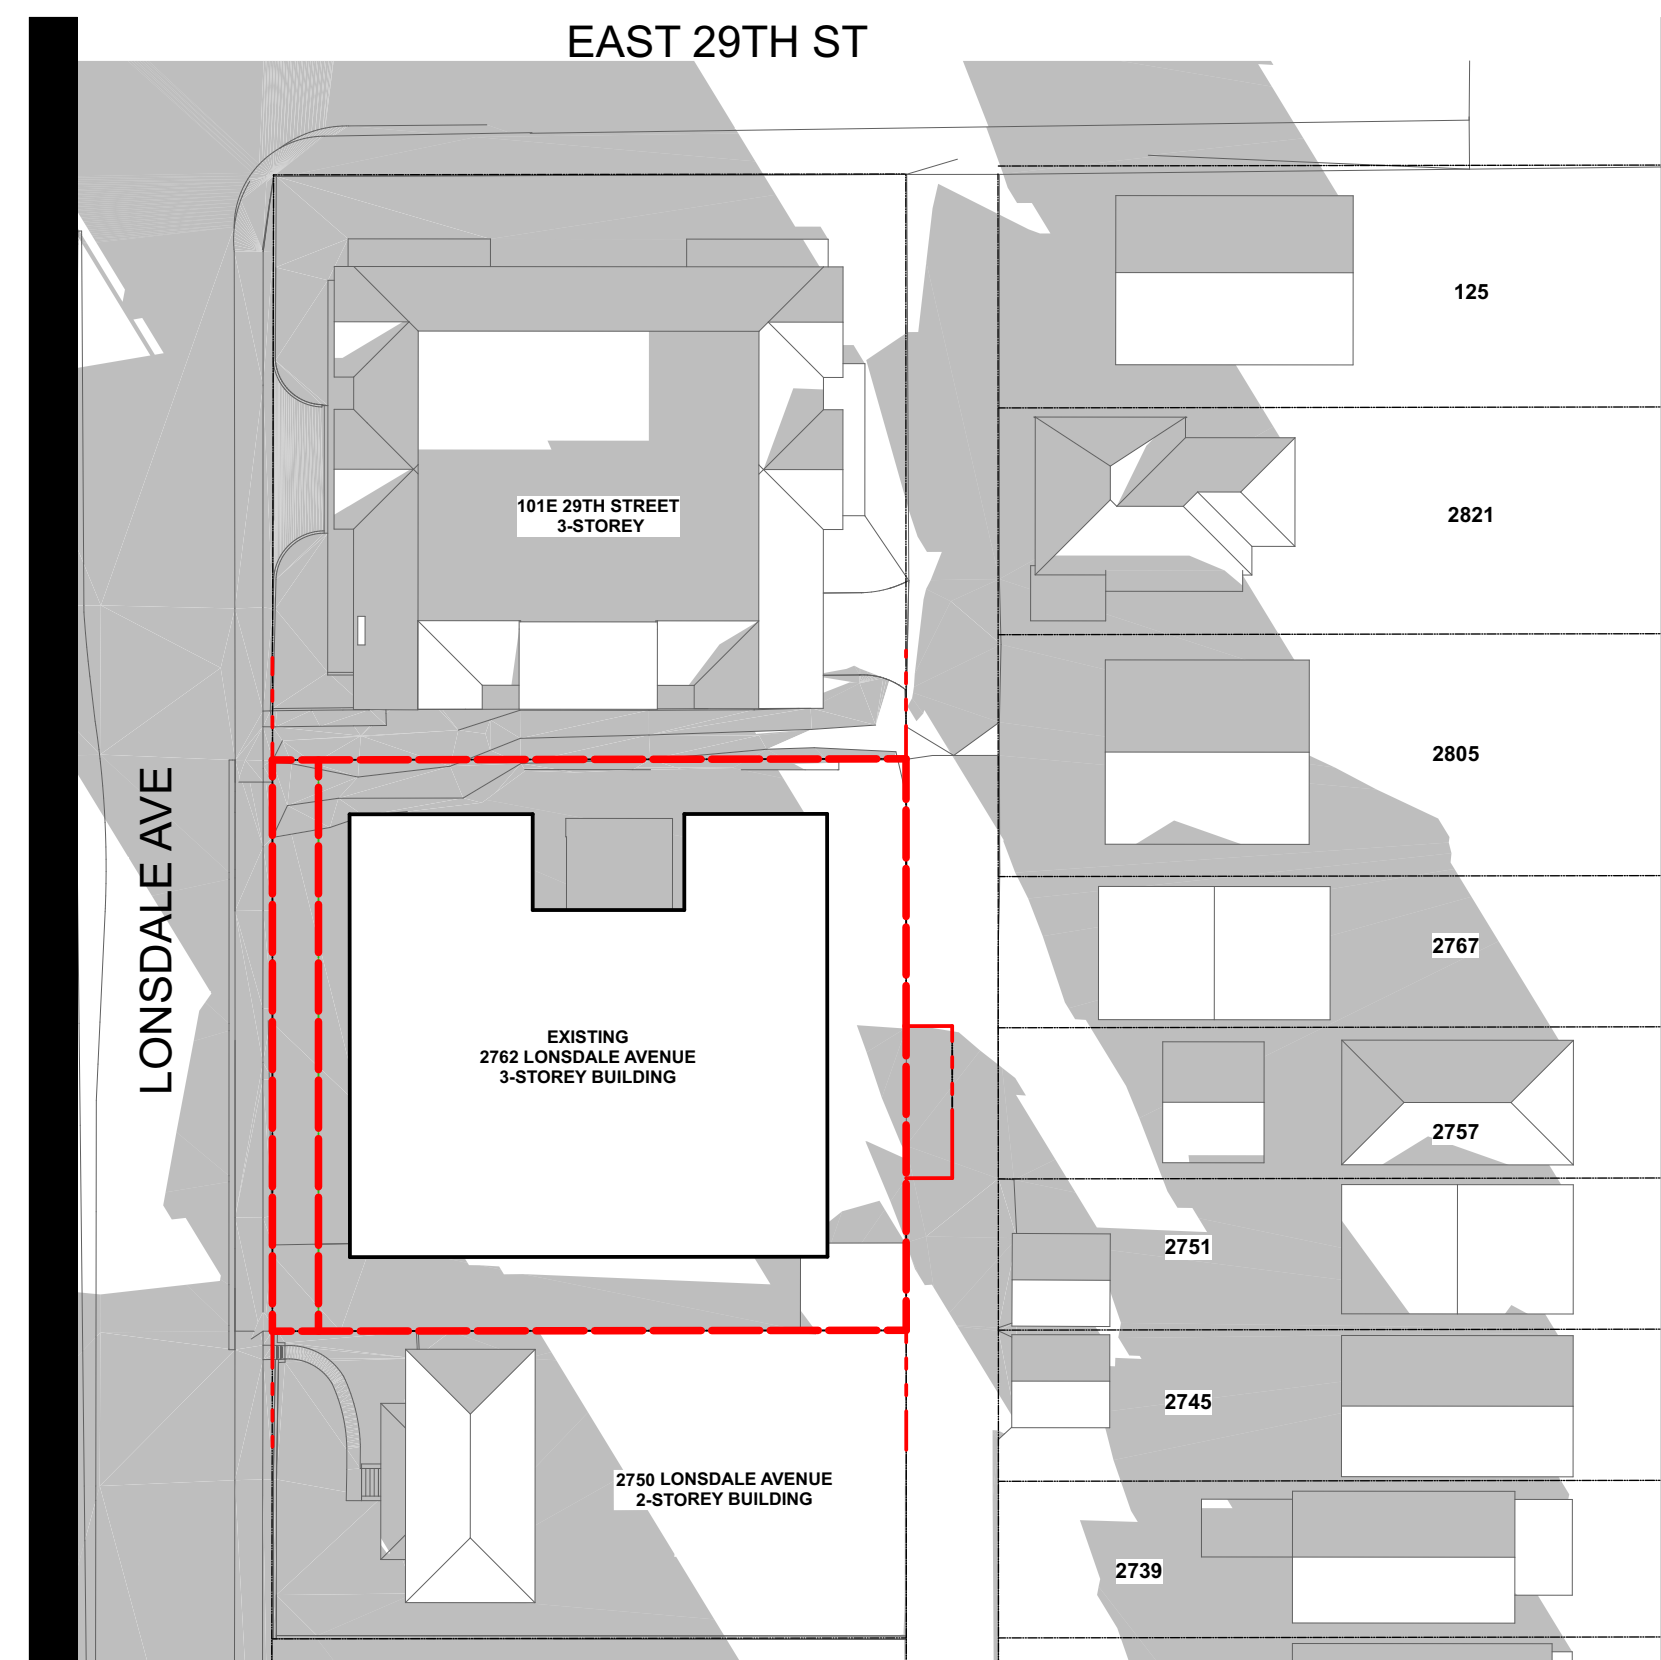 EAST 29TH ST
125
101E 29TH STREET
3-STOREY
2821
2805
LONSDALE AVE
2767
EXISTING
2762 LONSDALE AVENUE
3-STOREY BUILDING
2757
2751
2745
2750 LONSDALE AVENUE
2-STOREY BUILDING
2739